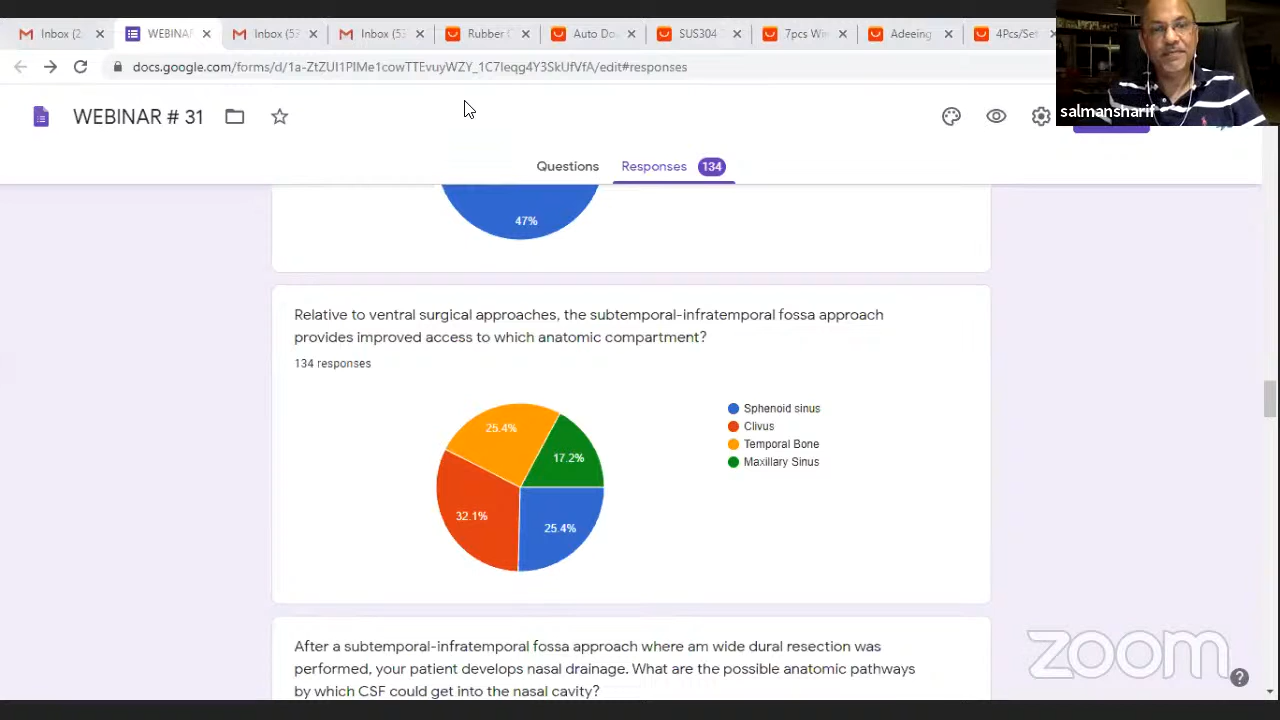 Inbox (2
WEBINAR
Inbox (53
Inbox (53
Rubber
Auto Do
SUS304
7pcs Wi
Adeeing
4Pcs/Set
docs.google.com/forms/d/1a-ZtZUI1PIMe1cowTTEvuyWZY_1C7Ieqg4Y3SkUfVfA/edit#responses
salmansharif
WEBINAR # 31
Questions
Responses 134
47%
Relative to ventral surgical approaches, the subtemporal-infratemporal fossa approach
provides improved access to which anatomic compartment?
134 responses
Sphenoid sinus
Clivus
Temporal Bone
Maxillary Sinus
25.4%
17.2%
32.1%
25.4%
After a subtemporal-infratemporal fossa approach where am wide dural resection was
performed, your patient develops nasal drainage. What are the possible anatomic pathways
by which CSF could get into the nasal cavity?
zoom